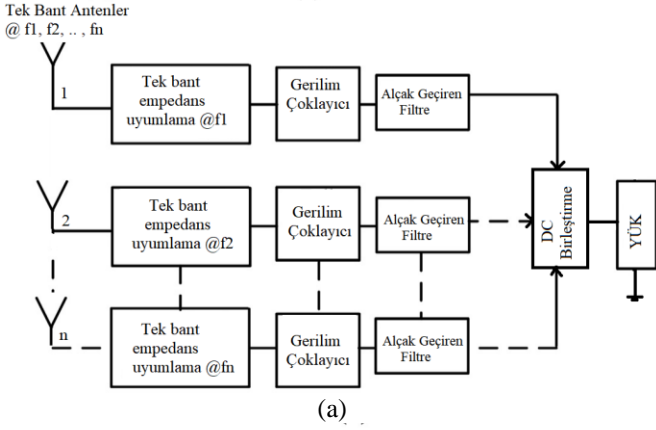 Tek Bant Antenler
@ f1, f2, .. , fn
1
Tek bant
empedans
uyumlama @f1
Gerilim
Çoklayıcı
Alçak Geçiren
Filtre
2
Tek bant
empedans
uyumlama @f2
Gerilim
Çoklayıcı
Alçak Geçiren
Filtre
DC
Birleştirme
YÜK
n
Tek bant
empedans
uyumlama @fn
Gerilim
Çoklayıcı
Alçak Geçiren
Filtre
(a)